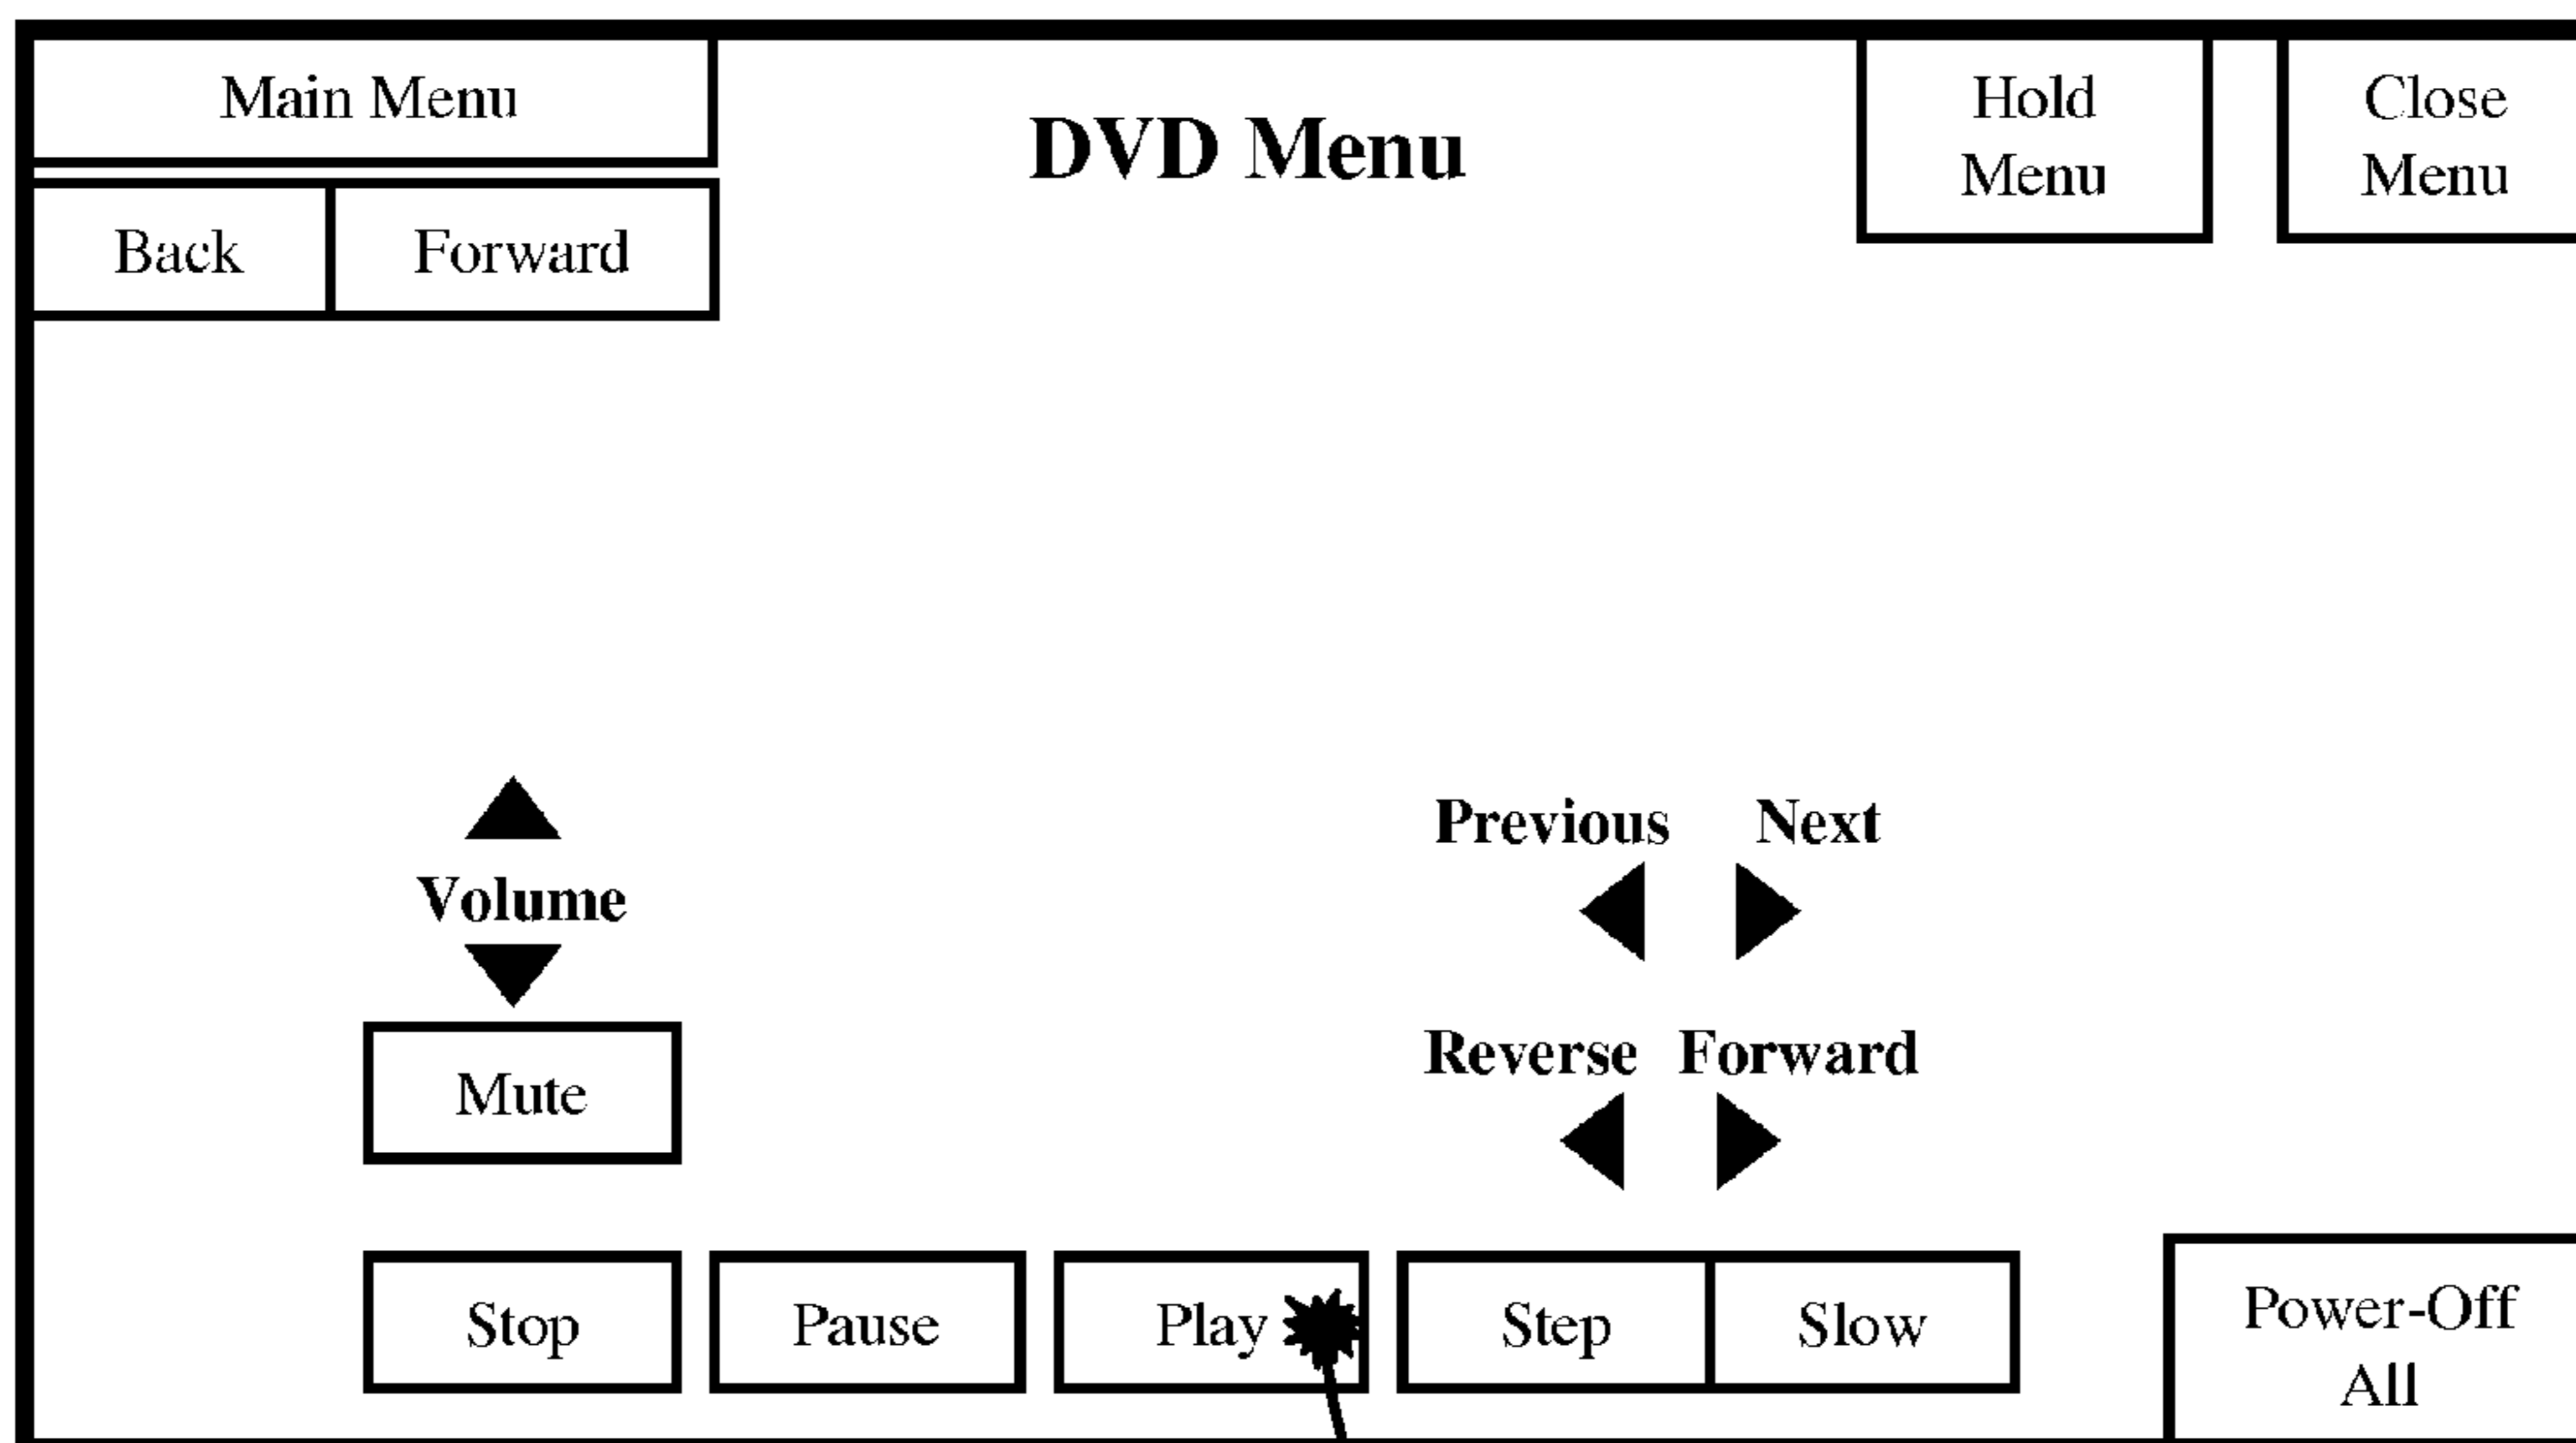 Main Menu
DVD Menu
Hold
Menu
Close
Menu
Back
Forward
Volume
Mute
Previous
Next
Reverse
Forward
Stop
Pause
Play
Step
Slow
Power-Off
All